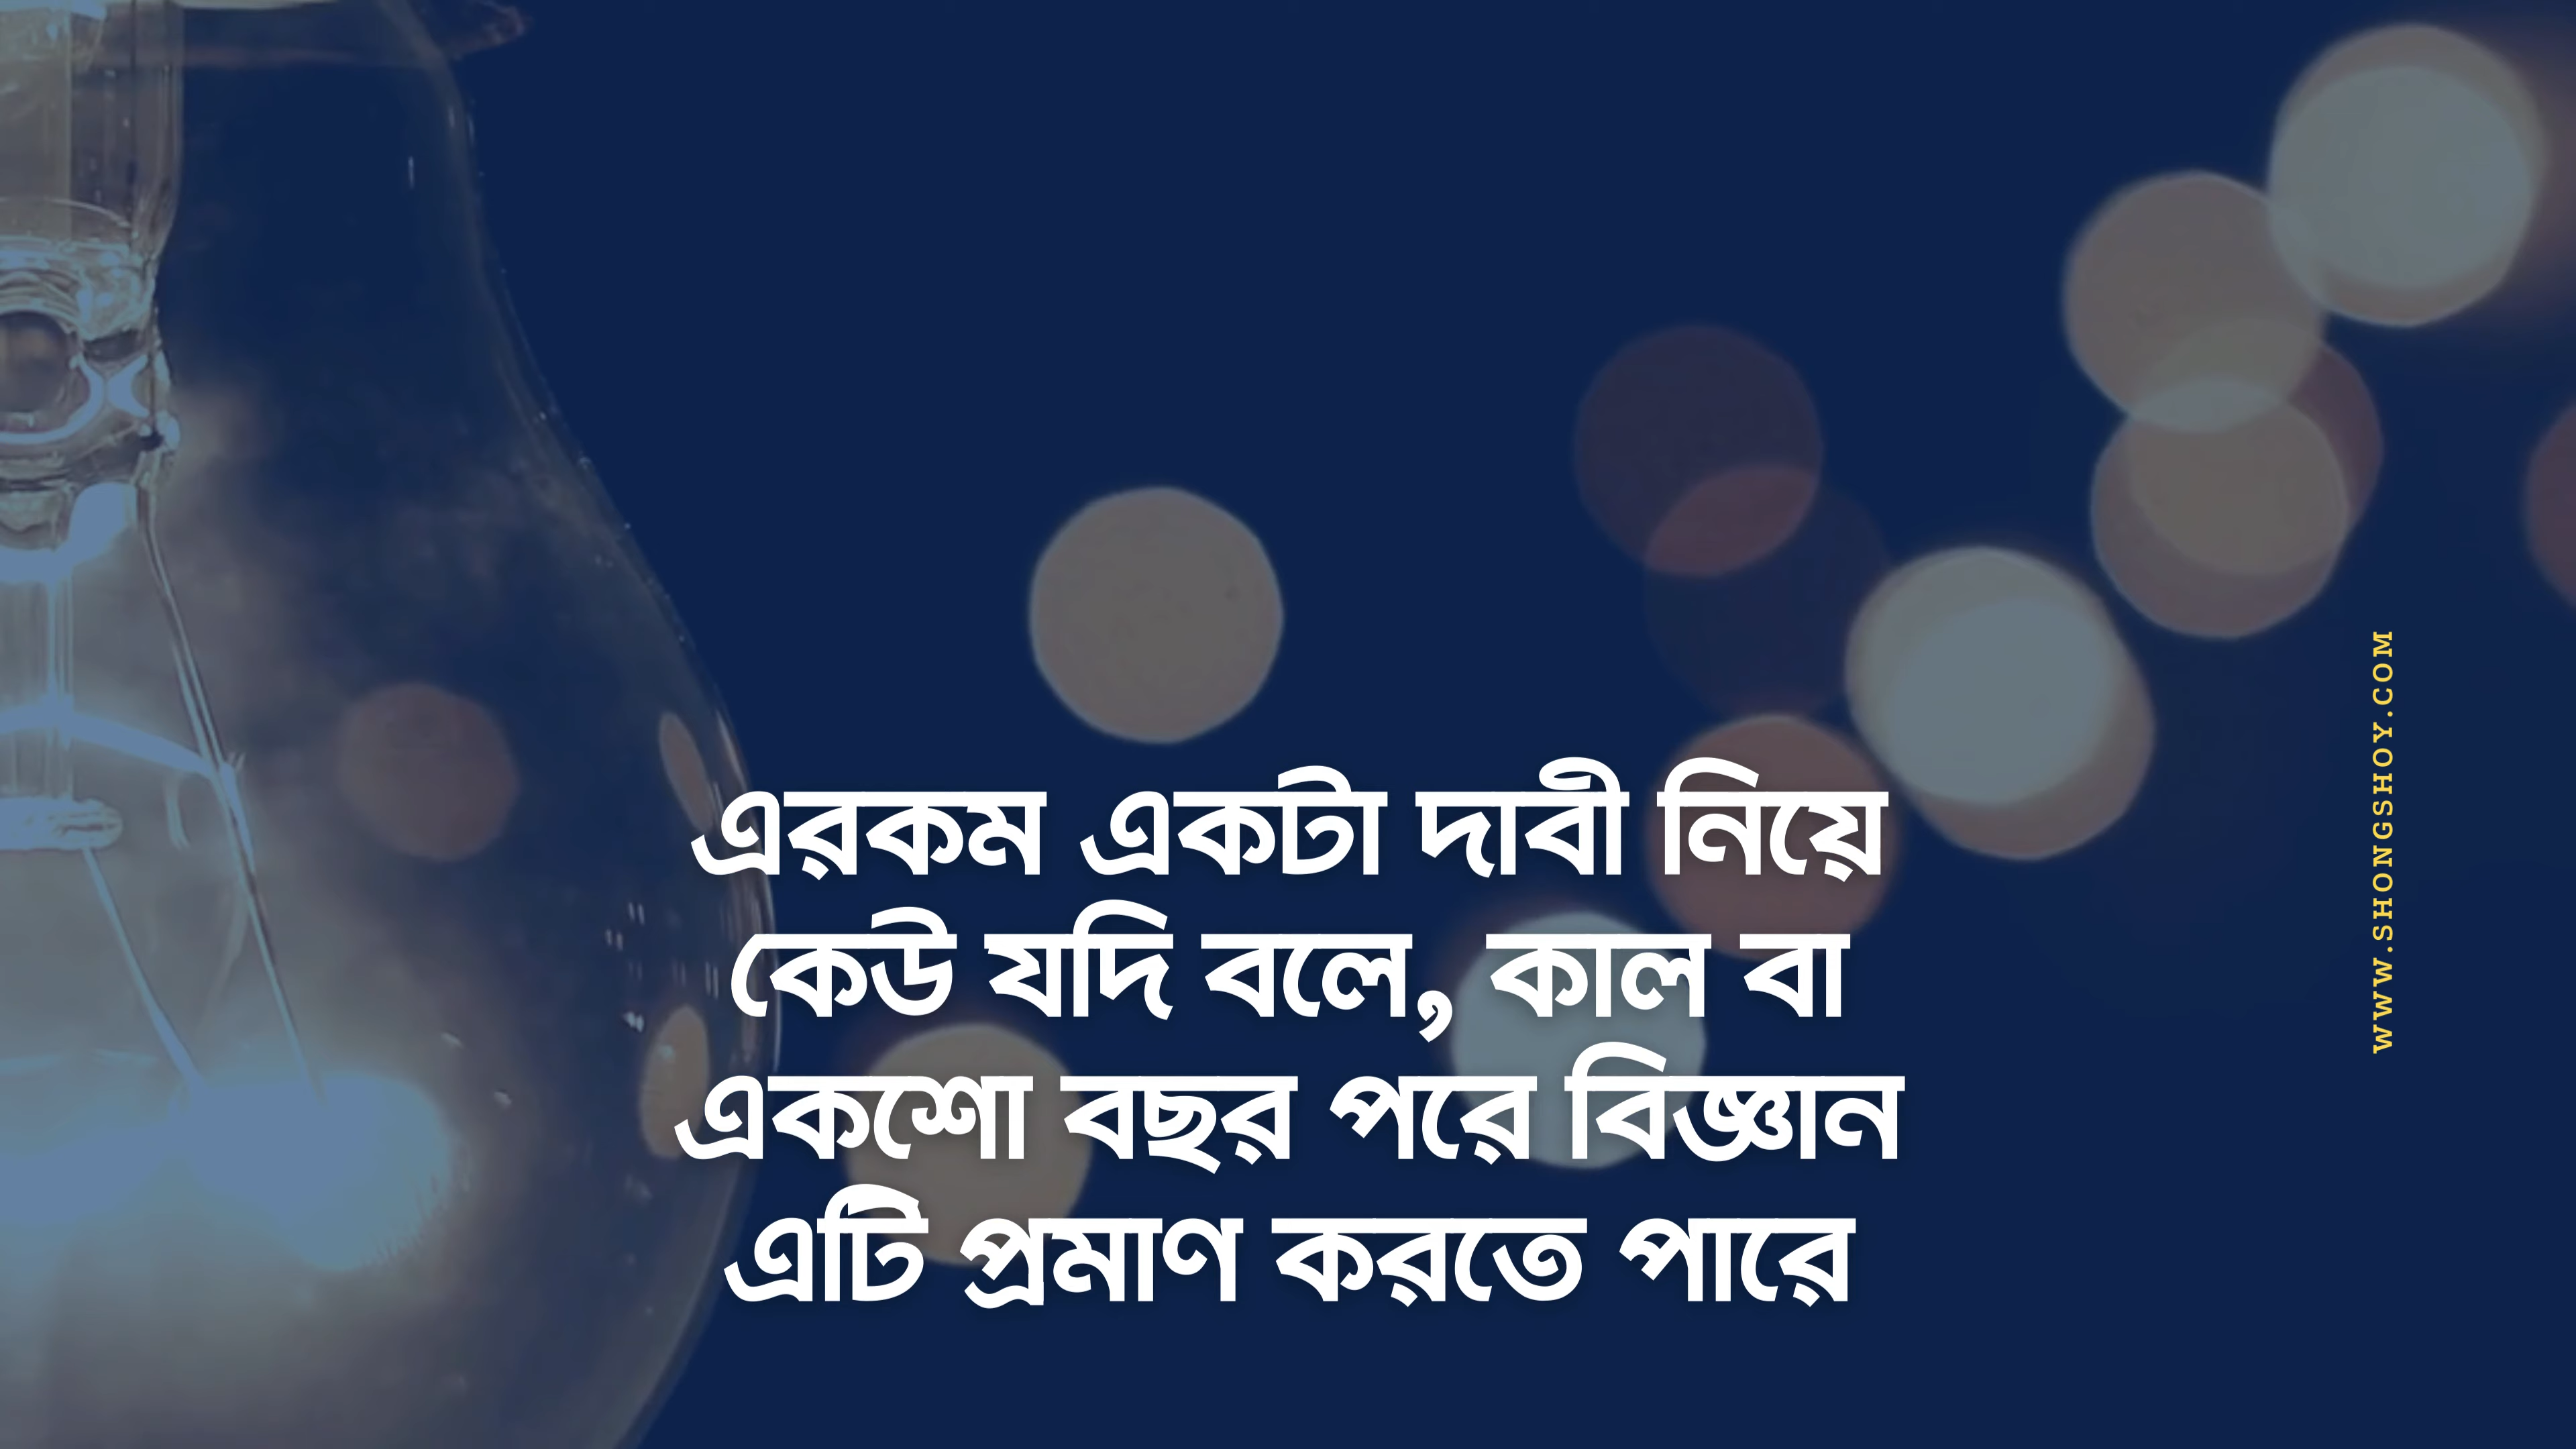 এরকম একটা দাবী নিয়ে
কেউ যদি বলে, কাল বা
একশো বছর পরে বিজ্ঞান
এটি প্রমাণ করতে পারে
WWW.SHONGSHOY.COM